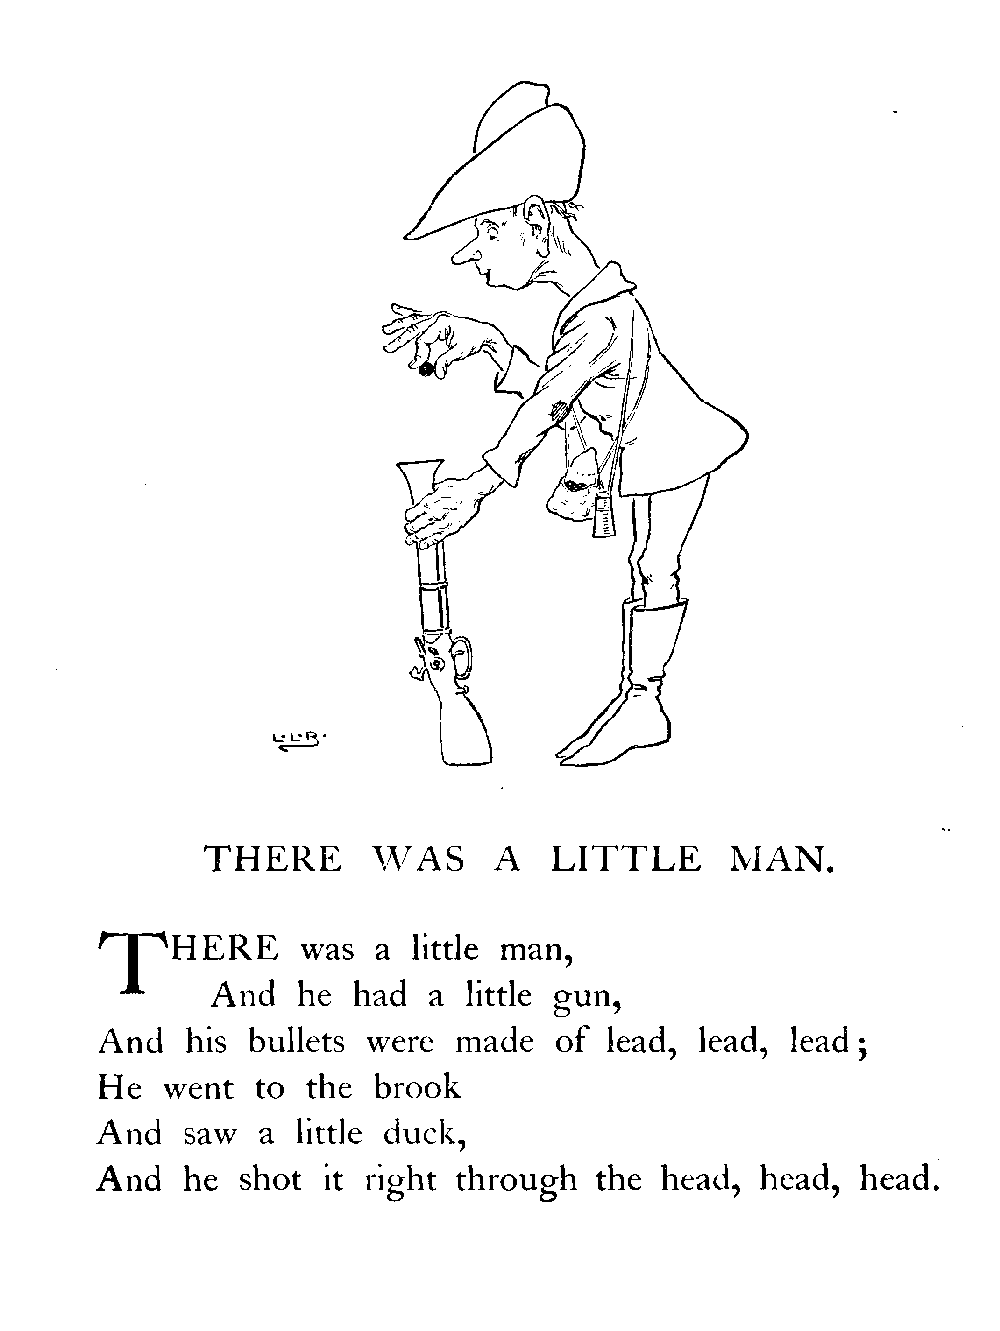 L.L.B.
THERE WAS A LITTLE MAN.
THERE was a little man,
And he had a little gun,
And his bullets were made of lead, lead, lead;
He went to the brook
And saw a little duck,
And he shot it right through the head, head, head.